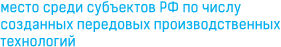 место среди субъектов РФ по числу
созданных передовых производственных
технологий